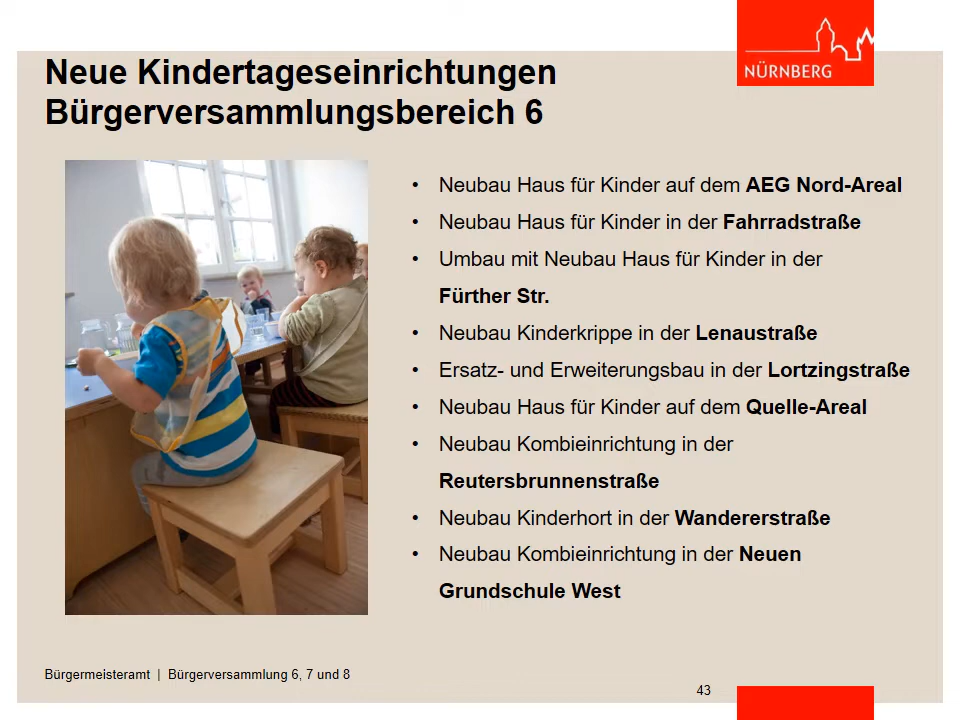 NÜRNBERG
Neue Kindertageseinrichtungen
Bürgerversammlungsbereich 6
• Neubau Haus für Kinder auf dem AEG Nord-Areal
• Neubau Haus für Kinder in der Fahrradstraße
• Umbau mit Neubau Haus für Kinder in der
Fürther Str.
• Neubau Kinderkrippe in der Lenaustraße
• Ersatz- und Erweiterungsbau in der Lortzingstraße
• Neubau Haus für Kinder auf dem Quelle-Areal
• Neubau Kombieinrichtung in der
Reutersbrunnenstraße
• Neubau Kinderhort in der Wandererstraße
• Neubau Kombieinrichtung in der Neuen
Grundschule West
Bürgermeisteramt | Bürgerversammlung 6, 7 und 8
43